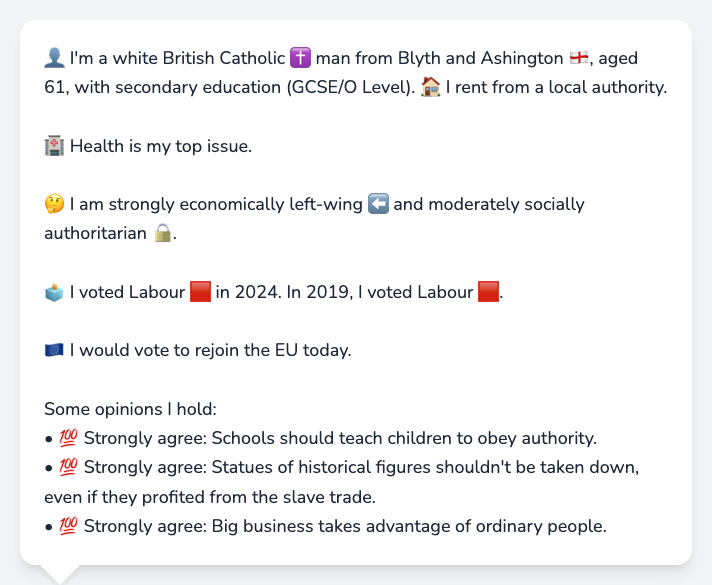 👤 I'm a white British Catholic ✝️ man from Blyth and Ashington 🏴󠁧󠁢󠁥󠁮󠁧󠁿, aged
61, with secondary education (GCSE/O Level). 🏠 I rent from a local authority.
🏥 Health is my top issue.
🤔 I am strongly economically left-wing ⬅️ and moderately socially
authoritarian 🔒.
🗳️ I voted Labour 🟥 in 2024. In 2019, I voted Labour 🟥.
🇪🇺 I would vote to rejoin the EU today.
Some opinions I hold:
• 💯 Strongly agree: Schools should teach children to obey authority.
• 💯 Strongly agree: Statues of historical figures shouldn't be taken down,
even if they profited from the slave trade.
• 💯 Strongly agree: Big business takes advantage of ordinary people.